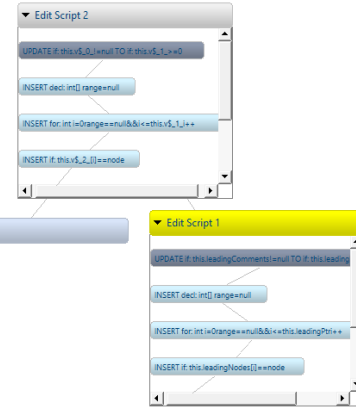 Edit Script 2
UPDATE if: this.v$_0_!=null TO if: this.v$_1_>=0
INSERT decl: int[] range=null
INSERT for: int i=0range==null&&i<=this.v$_1_i++
INSERT if: this.v$_2_[i]==node
Edit Script 1
UPDATE if: this.leadingComments!=null TO if: this.leading
INSERT decl: int[] range=null
INSERT for: int i=0range==null&&i<=this.leadingPtri++
INSERT if: this.leadingNodes[i]==node